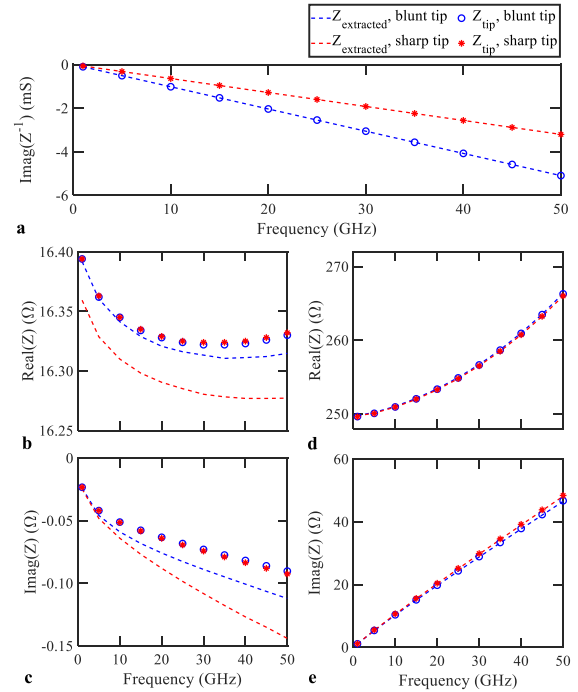 Z_extracted, blunt tip Z_tip, blunt tip
Z_extracted, sharp tip Z_tip, sharp tip
0
-2
-4
-6
Imag(Z^-1) (mS)
0 10 20 30 40 50
a Frequency (GHz)
16.40
16.35
16.30
16.25
Real(Z) (Ω)
b
270
260
250
Real(Z) (Ω)
d
0
-0.05
-0.10
-0.15
Imag(Z) (Ω)
0 10 20 30 40 50
c Frequency (GHz)
60
40
20
0
Imag(Z) (Ω)
0 10 20 30 40 50
e Frequency (GHz)